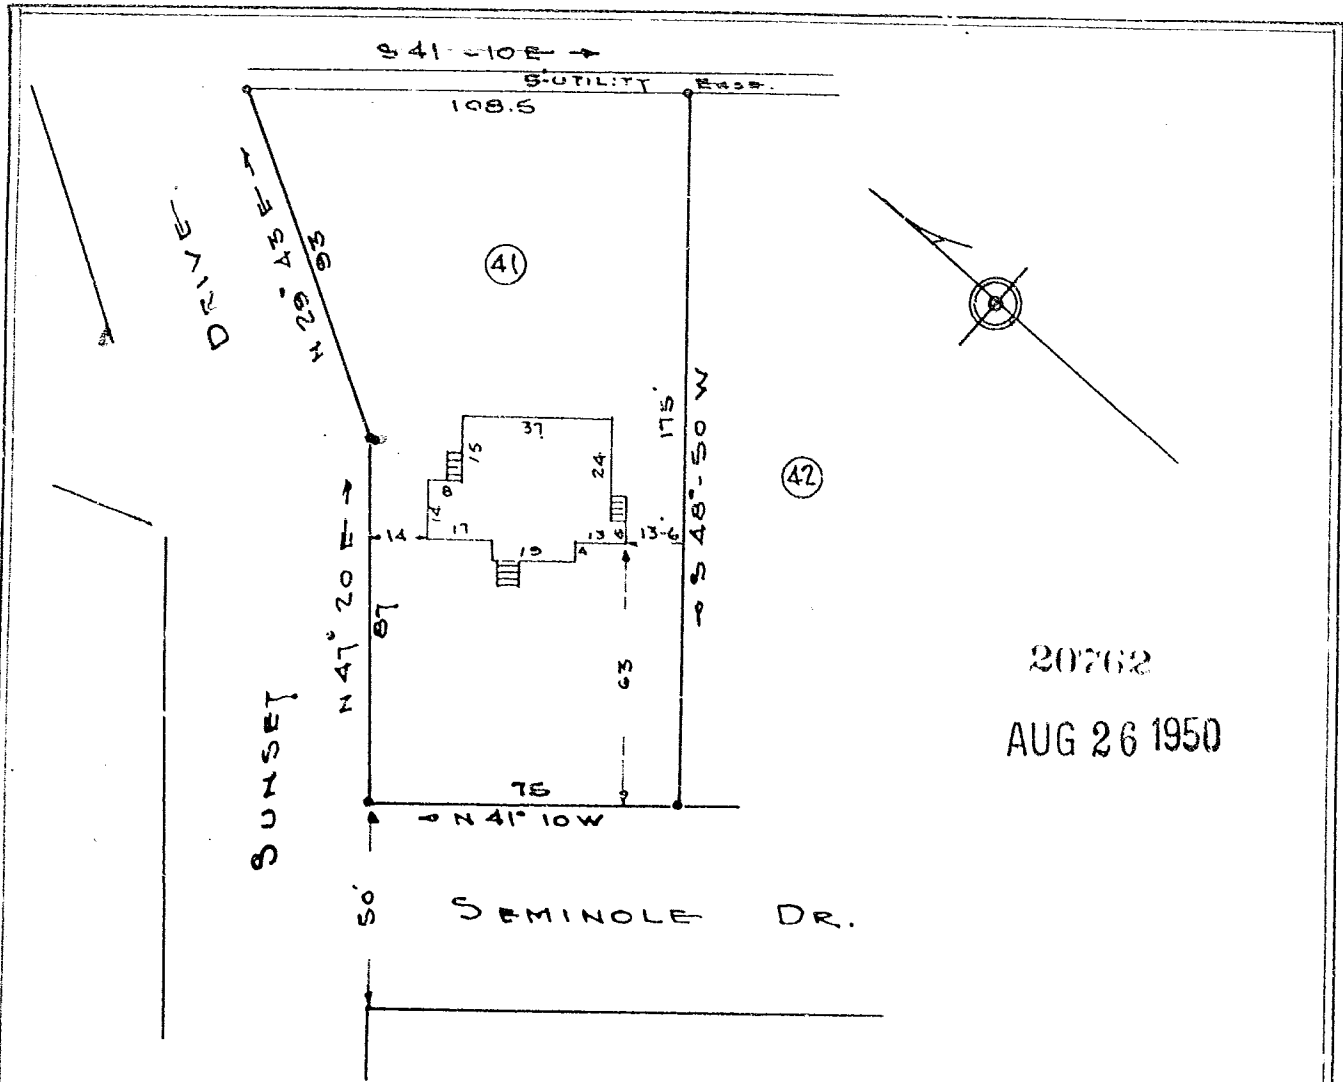 S 41 - 10 E →
5' UTILITY EASE.
108.5
DRIVE
N 29° 43 E →
93
41
37
15
24
8
14
17
14
19
4
13
6
13-6
175'
S 48°-50 W
42
N 47° 20 E →
87
63
20762
AUG 26 1950
SUNSET
75
N 41° 10 W
50'
SEMINOLE DR.